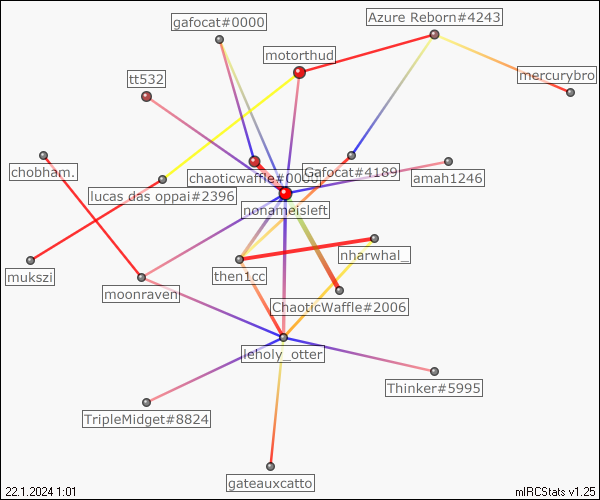 gafocat#0000
Azure Reborn#4243
motorthud
mercurybro
tt532
chobham.
chaoticwaffle#0000
Gafocat#4189
amah1246
lucas das oppai#2396
nonameisleft
nharwhal_
mukszi
then1cc
moonraven
ChaoticWaffle#2006
leholy_otter
Thinker#5995
TripleMidget#8824
gateauxcatto
22.1.2024 1:01
mIRCStats v1.25